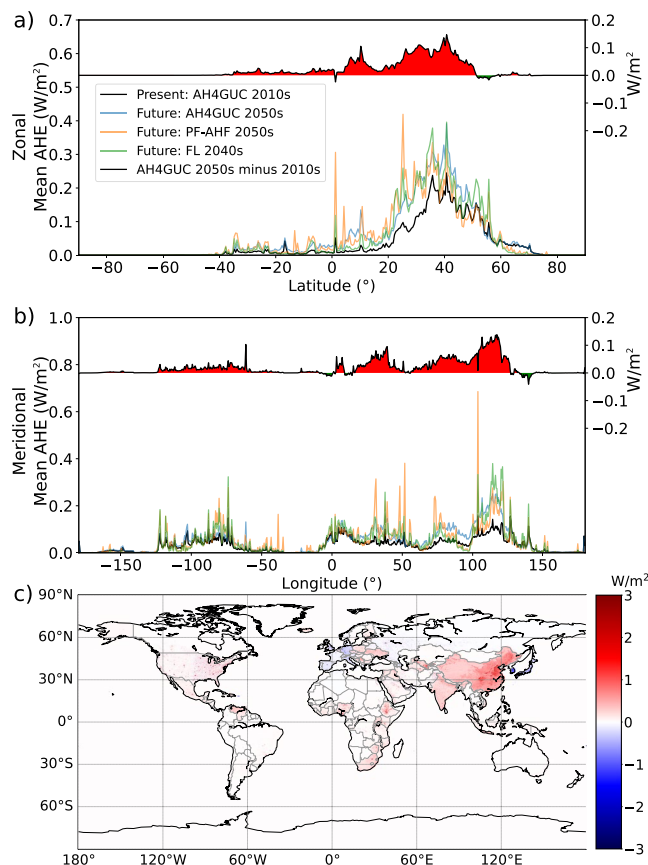 a)
0.7
0.6
0.5
0.4
0.3
0.2
0.1
0.0
Zonal
Mean AHE (W/m²)
0.2
0.1
0.0
−0.1
−0.2
W/m²
Present: AH4GUC 2010s
Future: AH4GUC 2050s
Future: PF-AHF 2050s
Future: FL 2040s
AH4GUC 2050s minus 2010s
−80 −60 −40 −20 0 20 40 60 80
Latitude (°)
b)
1.0
0.8
0.6
0.4
0.2
0.0
Meridional
Mean AHE (W/m²)
0.2
0.1
0.0
−0.1
−0.2
W/m²
−150 −100 −50 0 50 100 150
Longitude (°)
c)
90°N
60°N
30°N
0°
30°S
60°S
180°W 120°W 60°W 0° 60°E 120°E
W/m²
3
2
1
0
−1
−2
−3